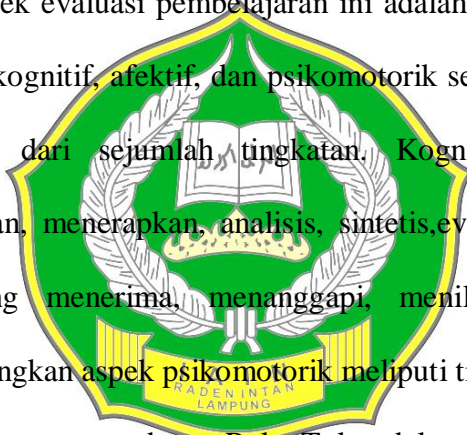 ek evaluasi pembelajaran ini adalah
kognitif, afektif, dan psikomotorik se
dari sejumlah tingkatan. Kogn
an, menerapkan, analisis, sintetis,ev
ng menerima, menanggapi, menil
ngkan aspek psikomotorik meliputi t
I A I N
RADEN INTAN
LAMPUNG